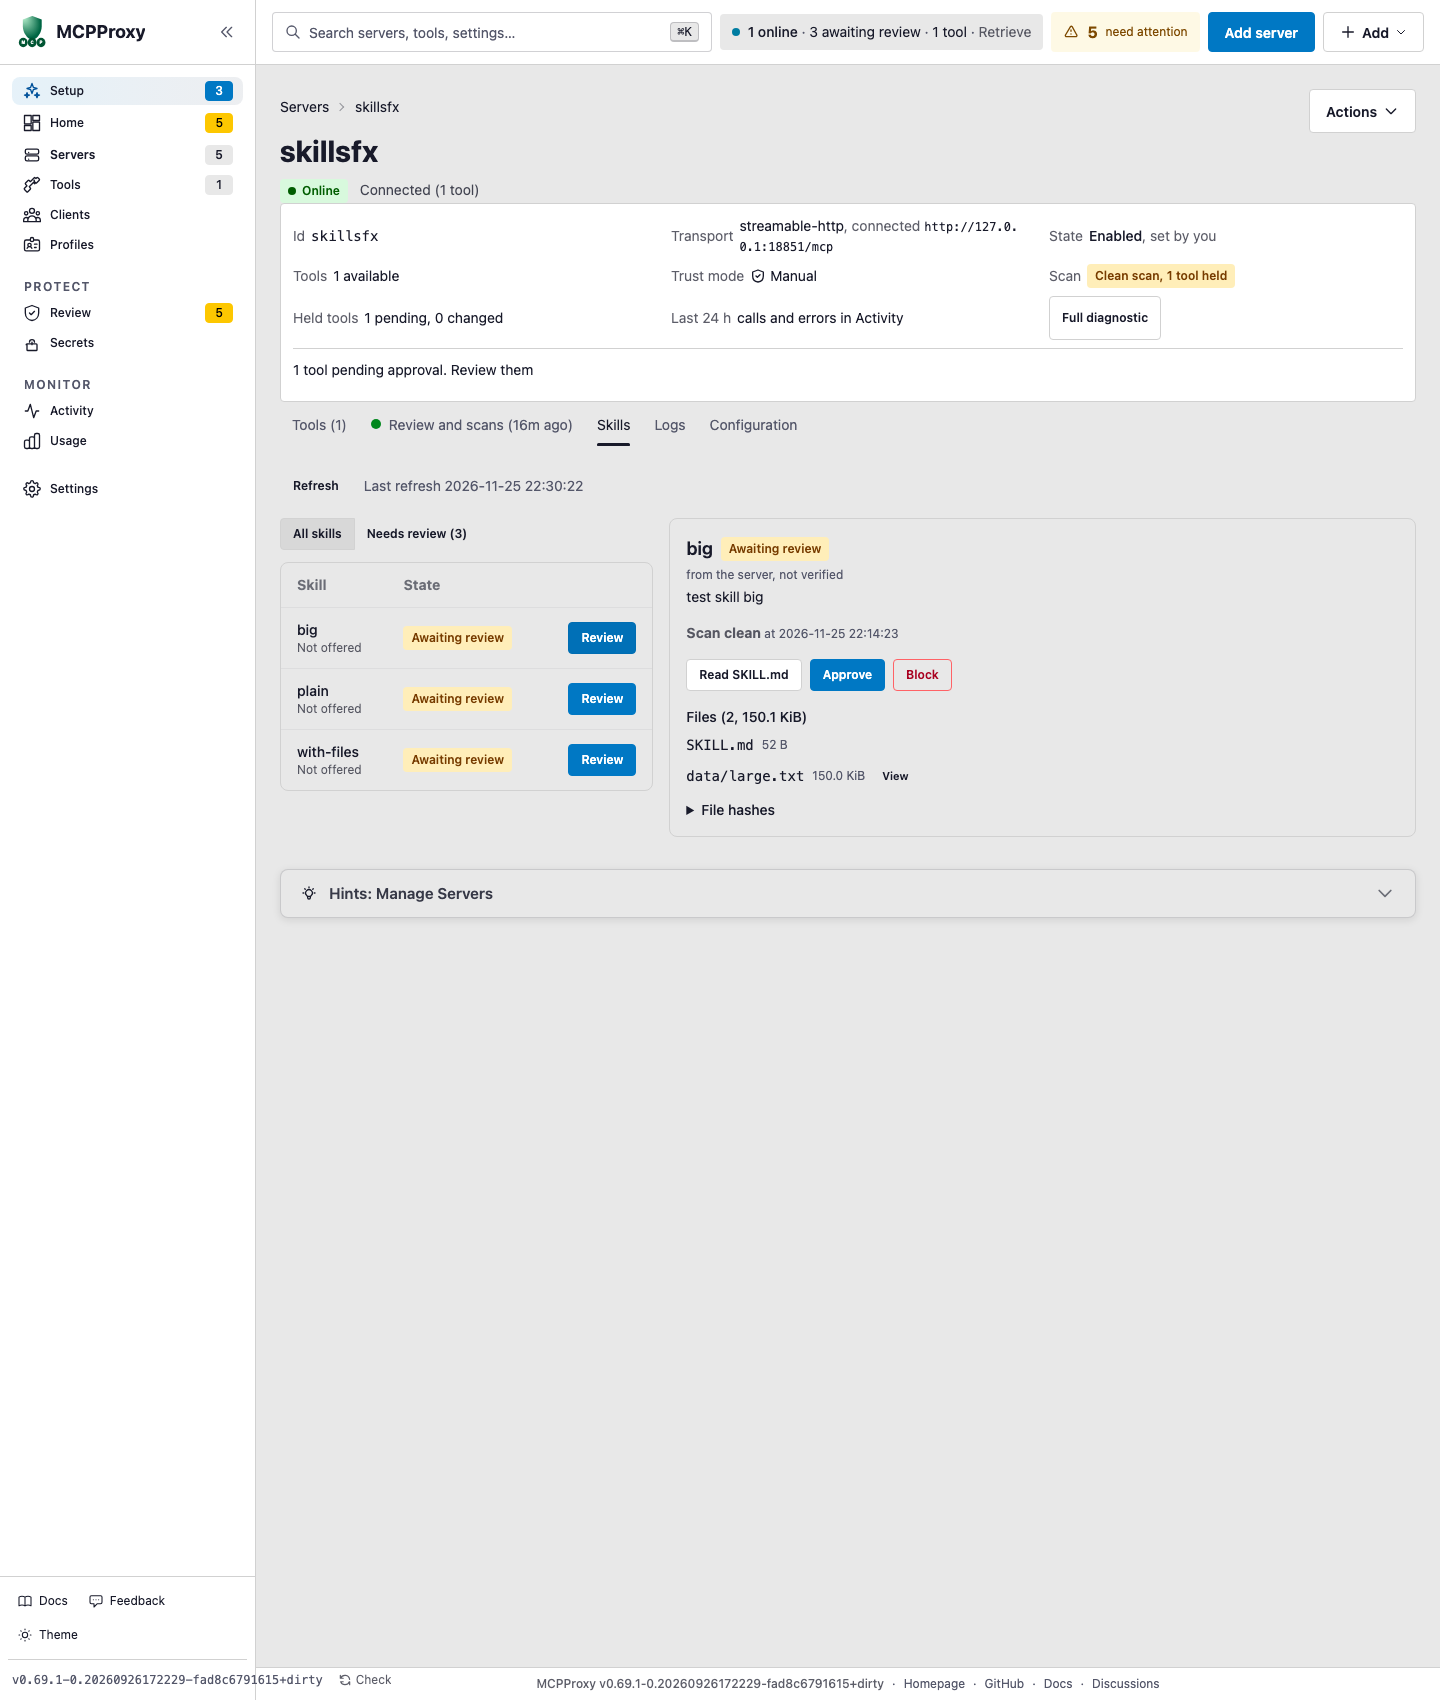 MCPProxy
Search servers, tools, settings...
⌘K
1 online · 3 awaiting review · 1 tool · Retrieve
5 need attention
Add server
Add
Setup 3
Home 5
Servers 5
Tools 1
Clients
Profiles
PROTECT
Review 5
Secrets
MONITOR
Activity
Usage
Settings
Servers > skillsfx
Actions
skillsfx
Online
Connected (1 tool)
Id skillsfx
Transport streamable-http, connected http://127.0.
0.1:18851/mcp
State Enabled, set by you
Tools 1 available
Trust mode Manual
Scan Clean scan, 1 tool held
Held tools 1 pending, 0 changed
Last 24 h calls and errors in Activity
Full diagnostic
1 tool pending approval. Review them
Tools (1)
Review and scans (16m ago)
Skills
Logs
Configuration
Refresh
Last refresh 2026-11-25 22:30:22
All skills
Needs review (3)
Skill State
big
Not offered
Awaiting review
Review
plain
Not offered
Awaiting review
Review
with-files
Not offered
Awaiting review
Review
big Awaiting review
from the server, not verified
test skill big
Scan clean at 2026-11-25 22:14:23
Read SKILL.md
Approve
Block
Files (2, 150.1 KiB)
SKILL.md 52 B
data/large.txt 150.0 KiB View
File hashes
Hints: Manage Servers
Docs
Feedback
Theme
v0.69.1-0.20260926172229-fad8c6791615+dirty
Check
MCPProxy v0.69.1-0.20260926172229-fad8c6791615+dirty · Homepage · GitHub · Docs · Discussions